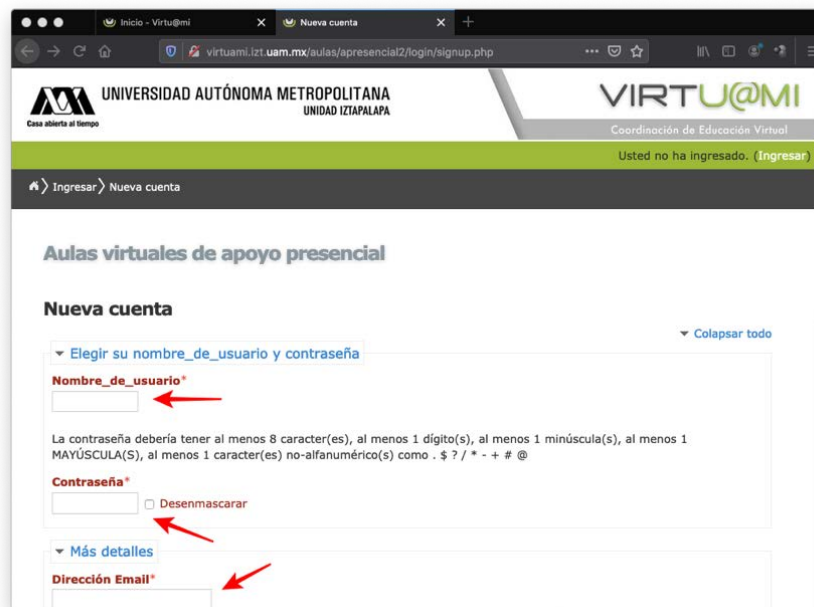 Inicio - Virtu@mi
Nueva cuenta
virtuami.izt.uam.mx/aulas/apresencial2/login/signup.php
UNIVERSIDAD AUTÓNOMA METROPOLITANA
UNIDAD IZTAPALAPA
Casa abierta al tiempo
VIRTU@MI
Coordinación de Educación Virtual
Usted no ha ingresado. (Ingresar)
Ingresar Nueva cuenta
Aulas virtuales de apoyo presencial
Nueva cuenta
Colapsar todo
Elegir su nombre_de_usuario y contraseña
Nombre_de_usuario*
La contraseña debería tener al menos 8 caracter(es), al menos 1 dígito(s), al menos 1 minúscula(s), al menos 1
MAYÚSCULA(S), al menos 1 caracter(es) no-alfanumérico(s) como . $ ? / * - + # @
Contraseña*
Desenmascarar
Más detalles
Dirección Email*